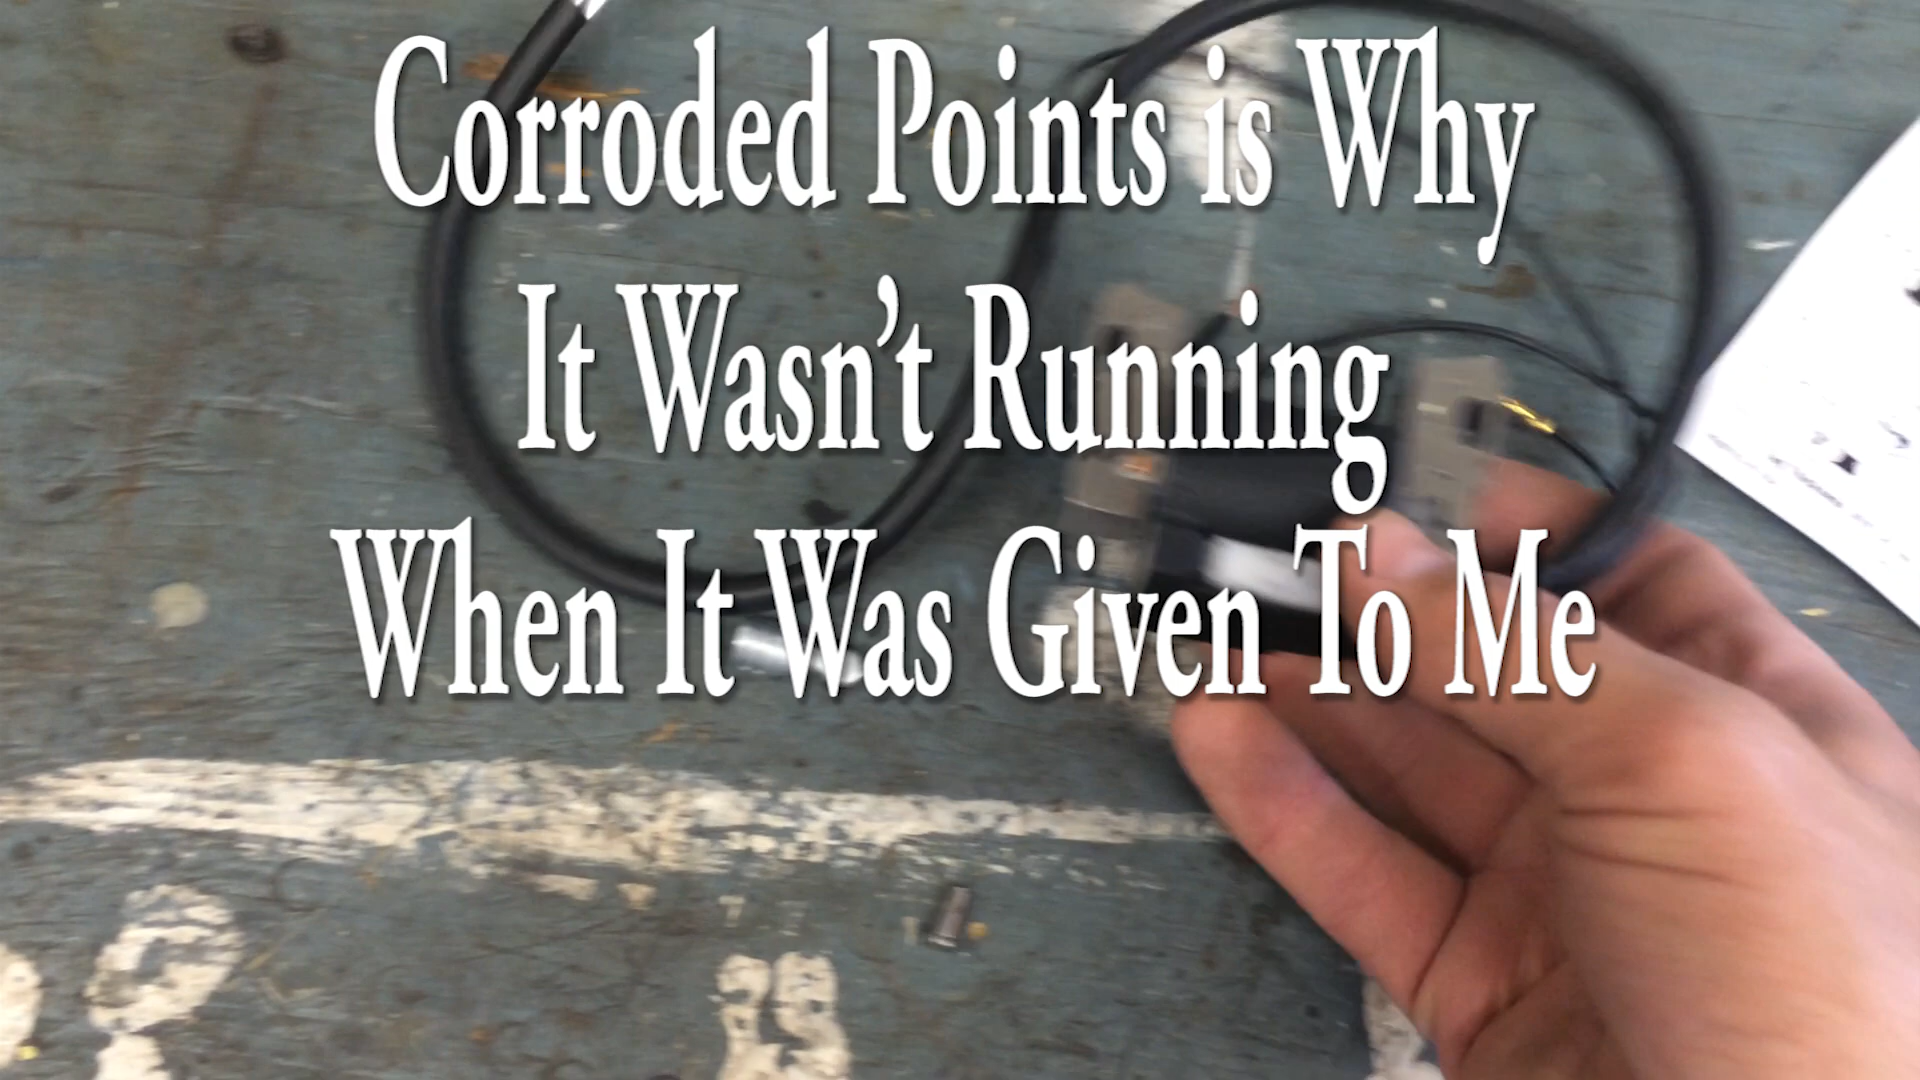 Corroded Points is Why
It Wasn’t Running
When It Was Given To Me